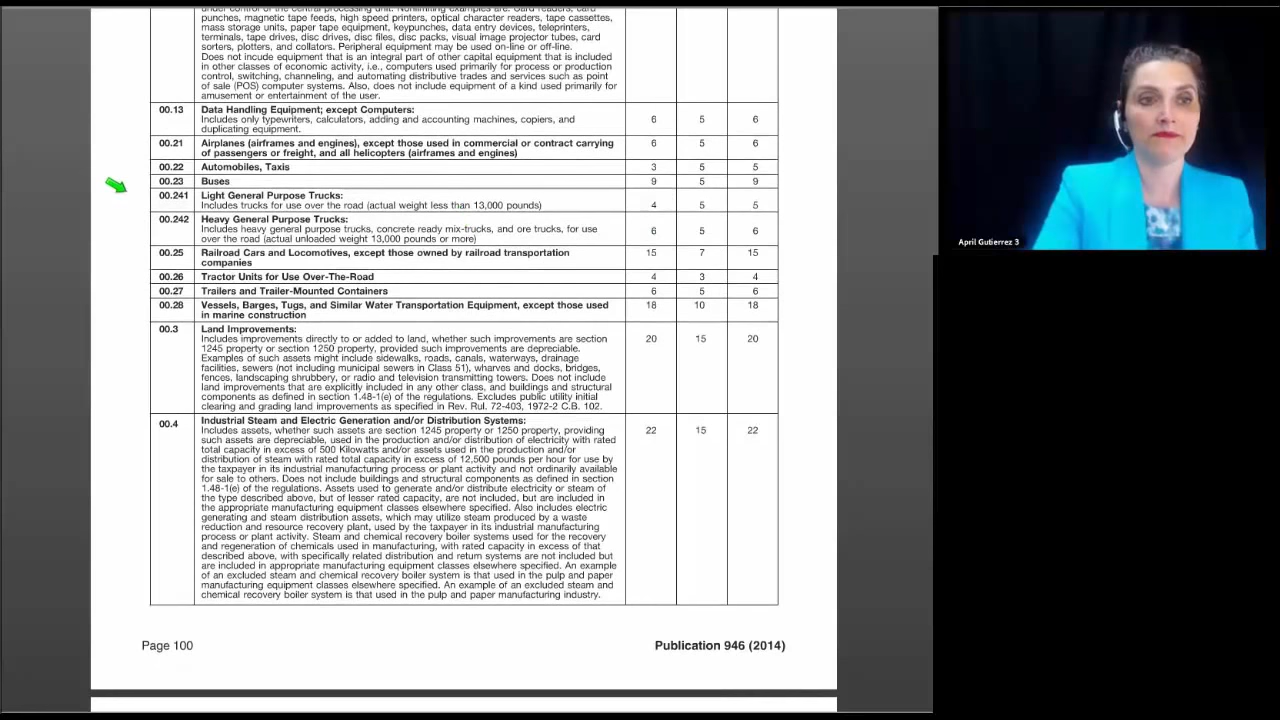 under control of the central processing unit. Nonlimiting examples are: Card readers, card
punches, magnetic tape feeds, high speed printers, optical character readers, tape cassettes,
mass storage units, paper tape equipment, keypunches, data entry devices, teleprinters,
terminals, tape drives, disc drives, disc files, disc packs, visual image projector tubes, card
sorters, plotters, and collators. Peripheral equipment may be used on-line or off-line.
Does not incude equipment that is an integral part of other capital equipment that is included
in other classes of economic activity, i.e., computers used primarily for process or production
control, switching, channeling, and automating distributive trades and services such as point
of sale (POS) computer systems. Also, does not include equipment of a kind used primarily for
amusement or entertainment of the user.
00.13 Data Handling Equipment; except Computers:
Includes only typewriters, calculators, adding and accounting machines, copiers, and 6 5 6
duplicating equipment.
00.21 Airplanes (airframes and engines), except those used in commercial or contract carrying 6 5 6
of passengers or freight, and all helicopters (airframes and engines)
00.22 Automobiles, Taxis 3 5 5
00.23 Buses 9 5 9
00.241 Light General Purpose Trucks:
Includes trucks for use over the road (actual weight less than 13,000 pounds) 4 5 5
00.242 Heavy General Purpose Trucks:
Includes heavy general purpose trucks, concrete ready mix-trucks, and ore trucks, for use 6 5 6
over the road (actual unloaded weight 13,000 pounds or more)
00.25 Railroad Cars and Locomotives, except those owned by railroad transportation 15 7 15
companies
00.26 Tractor Units for Use Over-The-Road 4 3 4
00.27 Trailers and Trailer-Mounted Containers 6 5 6
00.28 Vessels, Barges, Tugs, and Similar Water Transportation Equipment, except those used 18 10 18
in marine construction
00.3 Land Improvements:
Includes improvements directly to or added to land, whether such improvements are section 20 15 20
1245 property or section 1250 property, provided such improvements are depreciable.
Examples of such assets might include sidewalks, roads, canals, waterways, drainage
facilities, sewers (not including municipal sewers in Class 51), wharves and docks, bridges,
fences, landscaping shrubbery, or radio and television transmitting towers. Does not include
land improvements that are explicitly included in any other class, and buildings and structural
components as defined in section 1.48-1(e) of the regulations. Excludes public utility initial
clearing and grading land improvements as specified in Rev. Rul. 72-403, 1972-2 C.B. 102.
00.4 Industrial Steam and Electric Generation and/or Distribution Systems:
Includes assets, whether such assets are section 1245 property or 1250 property, providing 22 15 22
such assets are depreciable, used in the production and/or distribution of electricity with rated
total capacity in excess of 500 Kilowatts and/or assets used in the production and/or
distribution of steam with rated total capacity in excess of 12,500 pounds per hour for use by
the taxpayer in its industrial manufacturing process or plant activity and not ordinarily available
for sale to others. Does not include buildings and structural components as defined in section
1.48-1(e) of the regulations. Assets used to generate and/or distribute electricity or steam of
the type described above, but of lesser rated capacity, are not included, but are included in
the appropriate manufacturing equipment classes elsewhere specified. Also includes electric
generating and steam distribution assets, which may utilize steam produced by a waste
reduction and resource recovery plant, used by the taxpayer in its industrial manufacturing
process or plant activity. Steam and chemical recovery boiler systems used for the recovery
and regeneration of chemicals used in manufacturing, with rated capacity in excess of that
described above, with specifically related distribution and return systems are not included but
are included in appropriate manufacturing equipment classes elsewhere specified. An example
of an excluded steam and chemical recovery boiler system is that used in the pulp and paper
manufacturing equipment classes elsewhere specified. An example of an excluded steam and
chemical recovery boiler system is that used in the pulp and paper manufacturing industry.
Page 100 Publication 946 (2014)
April Gutierrez 3